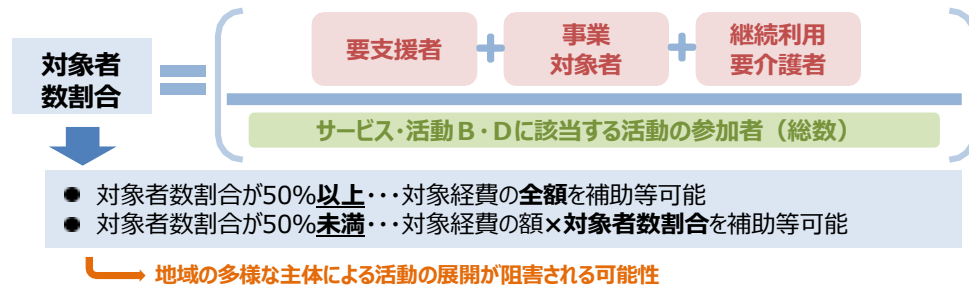 対象者
数割合
=
要支援者
+
事業
対象者
+
継続利用
要介護者
サービス・活動B・Dに該当する活動の参加者（総数）
● 対象者数割合が50%以上･･･対象経費の全額を補助等可能
● 対象者数割合が50%未満･･･対象経費の額×対象者数割合を補助等可能
地域の多様な主体による活動の展開が阻害される可能性